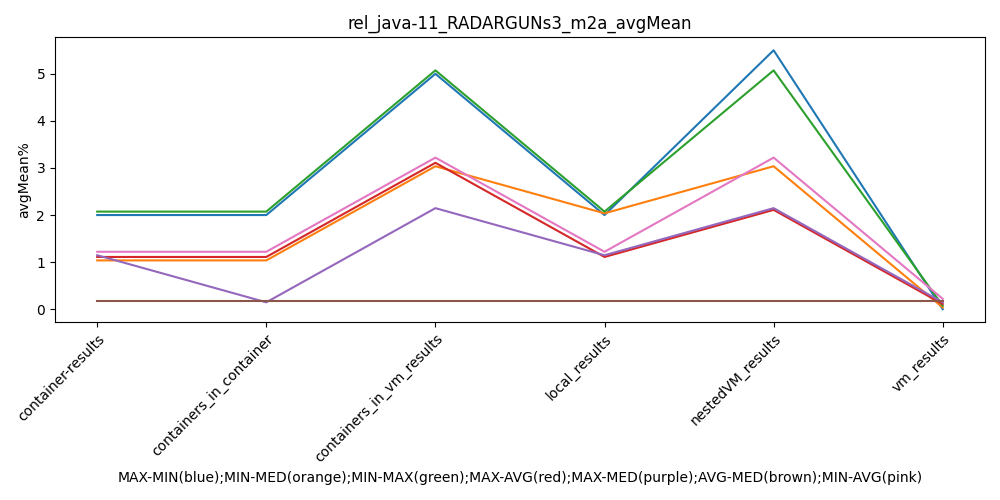 rel_java-11_RADARGUNs3_m2a_avgMean
avgMean%
5
4
3
2
1
0
container-results
containers_in_container
containers_in_vm_results
local_results
nestedVM_results
vm_results
MAX-MIN(blue);MIN-MED(orange);MIN-MAX(green);MAX-AVG(red);MAX-MED(purple);AVG-MED(brown);MIN-AVG(pink)